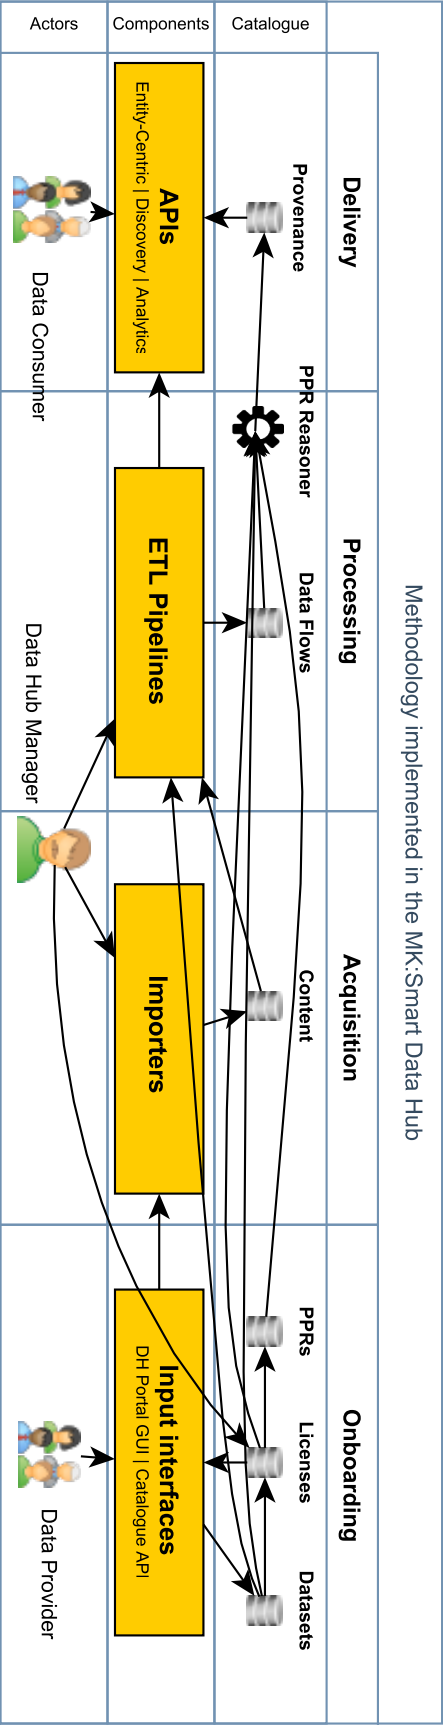 Methodology implemented in the MK:Smart Data Hub
Onboarding
Acquisition
Processing
Delivery
Catalogue
Datasets
Licenses
PPRs
Content
Data Flows
PPR Reasoner
Provenance
Components
Input interfaces
DH Portal GUI | Catalogue API
Importers
ETL Pipelines
APIs
Entity-Centric | Discovery | Analytics
Actors
Data Provider
Data Hub Manager
Data Consumer